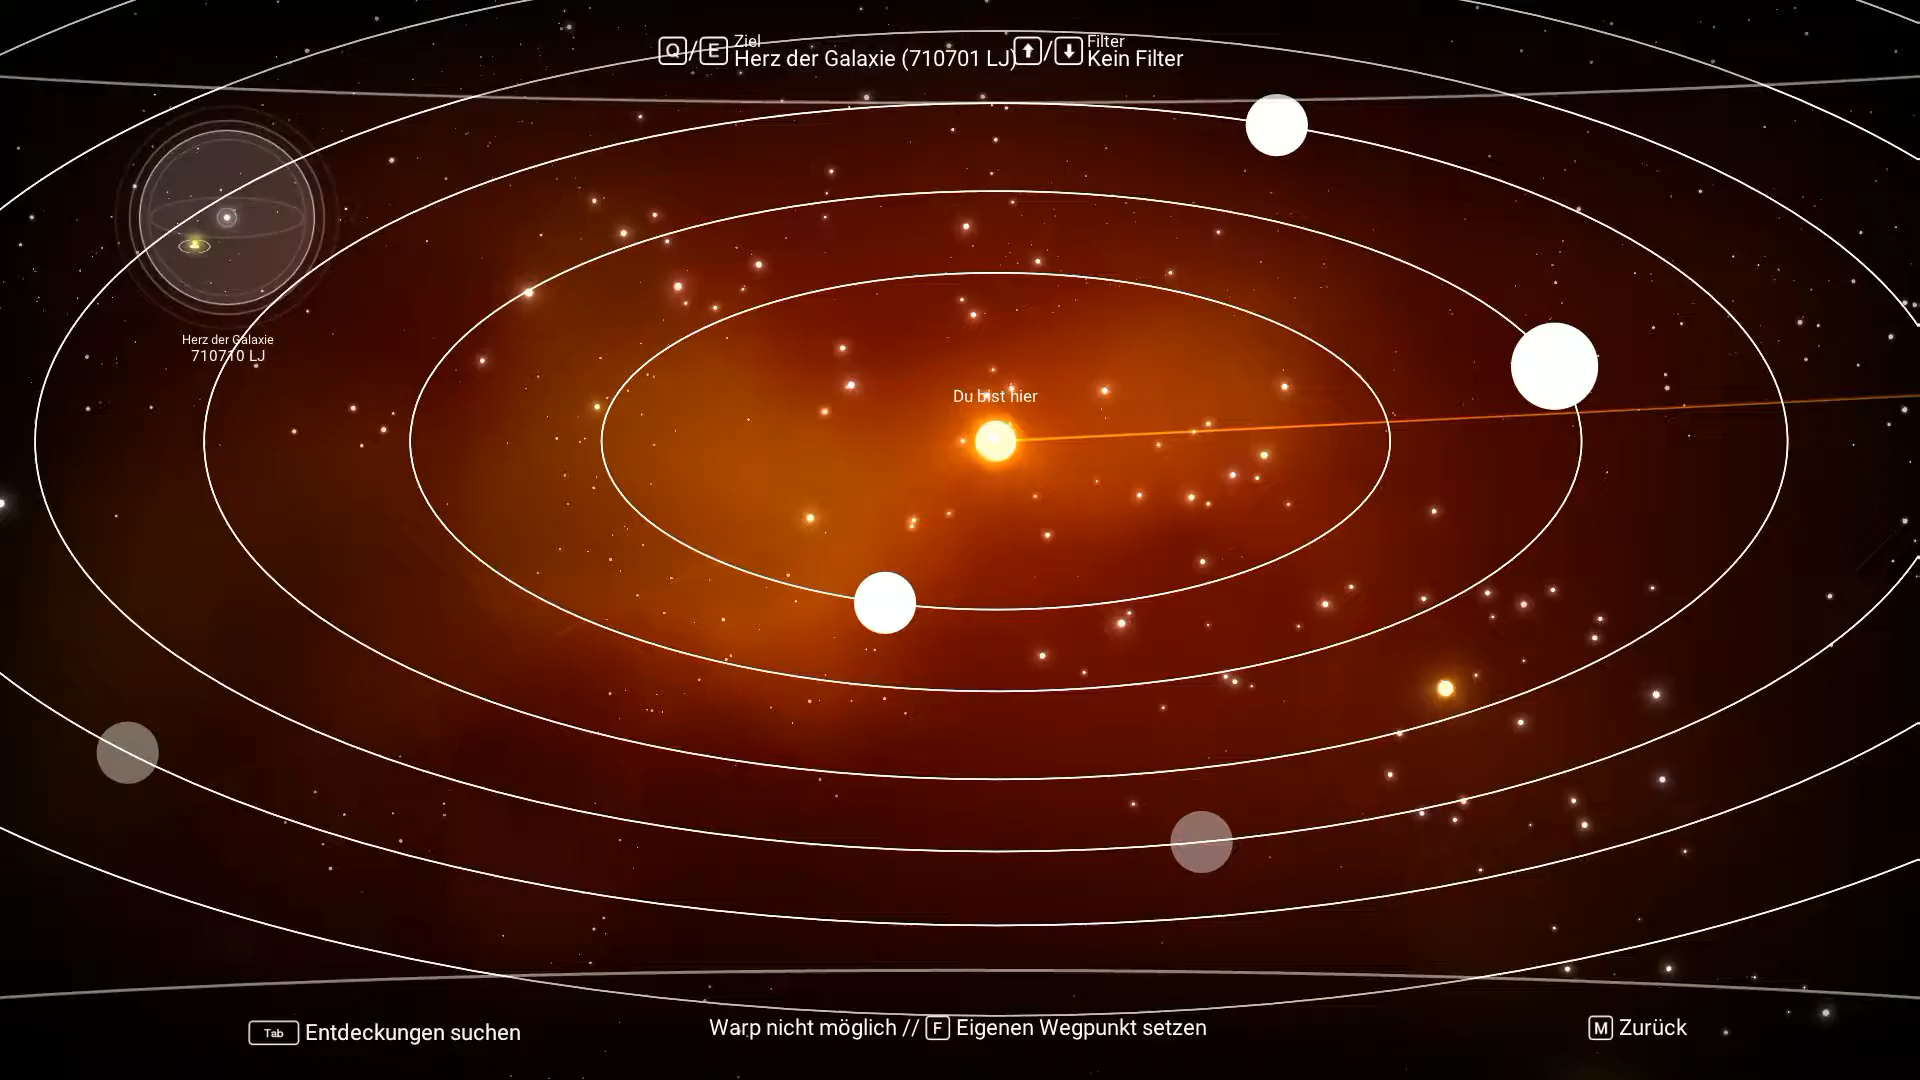 Q/E Ziel
Herz der Galaxie (710701 LJ)
↑/↓ Filter
Kein Filter
Herz der Galaxie
710710 LJ
Du bist hier
Tab Entdeckungen suchen
Warp nicht möglich // F Eigenen Wegpunkt setzen
M Zurück